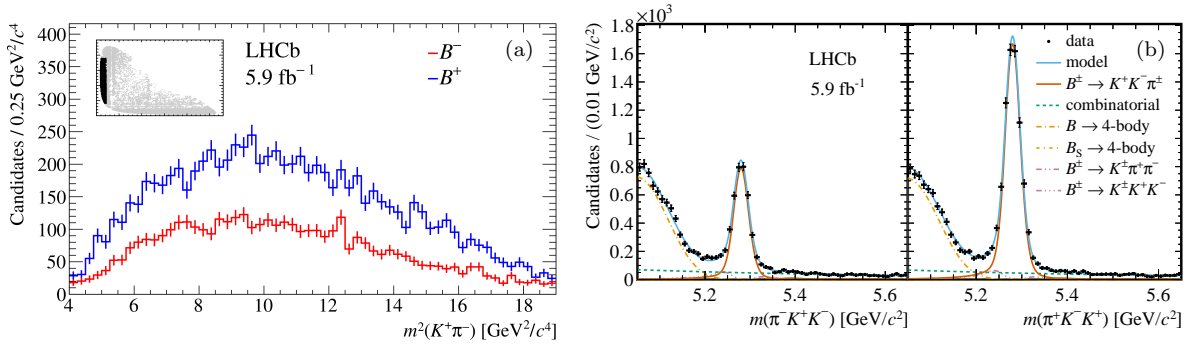 Candidates / 0.25 GeV²/c⁴
400
350
300
250
200
150
100
50
0
LHCb
5.9 fb⁻¹
B⁻
B⁺
(a)
4 6 8 10 12 14 16 18
m²(K⁺π⁻) [GeV²/c⁴]
×10³
Candidates / (0.01 GeV/c²)
1.8
1.6
1.4
1.2
1.0
0.8
0.6
0.4
0.2
0
LHCb
5.9 fb⁻¹
5.2 5.4 5.6
m(π⁻K⁺K⁻) [GeV/c²]
(b)
data
model
B± → K⁺K⁻π±
combinatorial
B → 4-body
B_S → 4-body
B± → K±π⁺π⁻
B± → K±K⁺K⁻
5.2 5.4 5.6
m(π⁺K⁻K⁺) [GeV/c²]